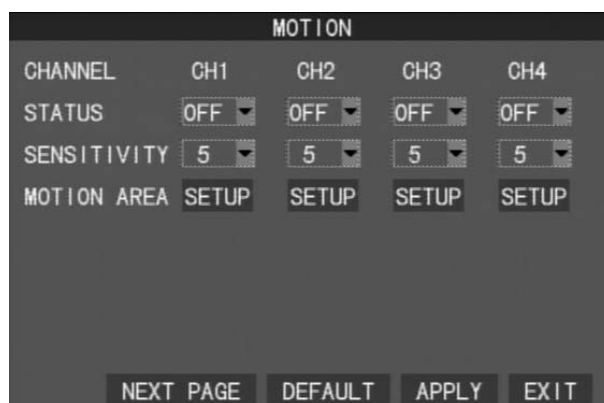 MOTION
CHANNEL CH1 CH2 CH3 CH4
STATUS OFF OFF OFF OFF
SENSITIVITY 5 5 5 5
MOTION AREA SETUP SETUP SETUP SETUP
NEXT PAGE DEFAULT APPLY EXIT